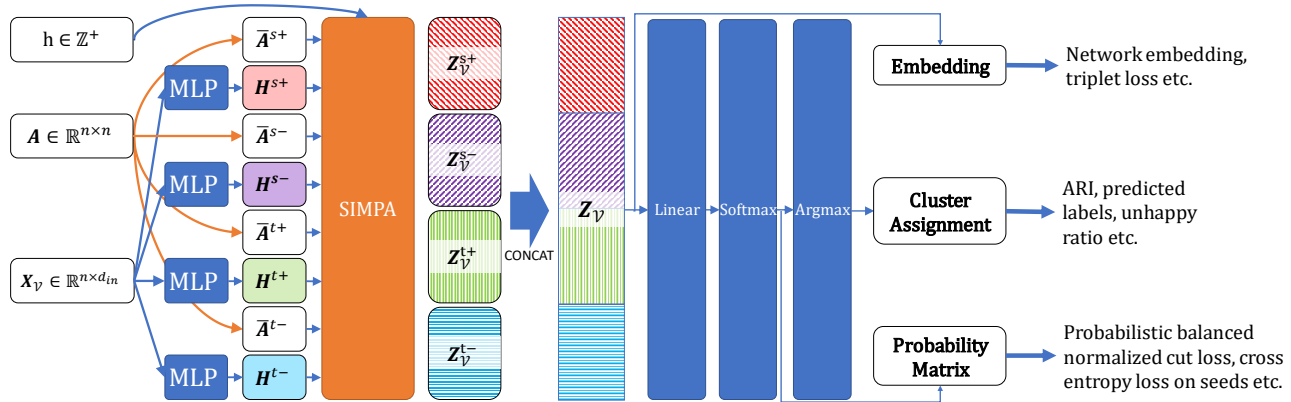 h ∈ ℤ⁺
A ∈ ℝⁿˣⁿ
X_𝒱 ∈ ℝ^{n×d_{in}}
MLP
MLP
MLP
MLP
A̅^{s+}
H^{s+}
A̅^{s−}
H^{s−}
A̅^{t+}
H^{t+}
A̅^{t−}
H^{t−}
SIMPA
Z_𝒱^{s+}
Z_𝒱^{s−}
Z_𝒱^{t+}
Z_𝒱^{t−}
CONCAT
Z_𝒱
Linear
Softmax
Argmax
Embedding
Network embedding,
triplet loss etc.
Cluster
Assignment
ARI, predicted
labels, unhappy
ratio etc.
Probability
Matrix
Probabilistic balanced
normalized cut loss, cross
entropy loss on seeds etc.